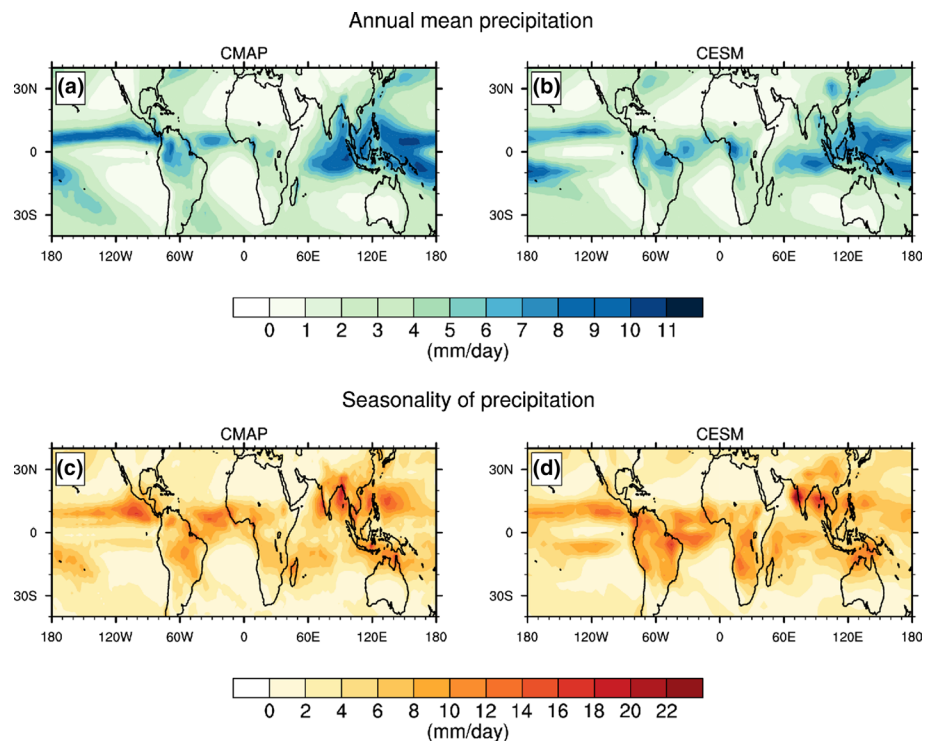 Annual mean precipitation
CMAP
CESM
(a)
(b)
30N
0
30S
30N
0
30S
180 120W 60W 0 60E 120E 180
180 120W 60W 0 60E 120E 180
0 1 2 3 4 5 6 7 8 9 10 11
(mm/day)
Seasonality of precipitation
CMAP
CESM
(c)
(d)
30N
0
30S
30N
0
30S
180 120W 60W 0 60E 120E 180
180 120W 60W 0 60E 120E 180
0 2 4 6 8 10 12 14 16 18 20 22
(mm/day)